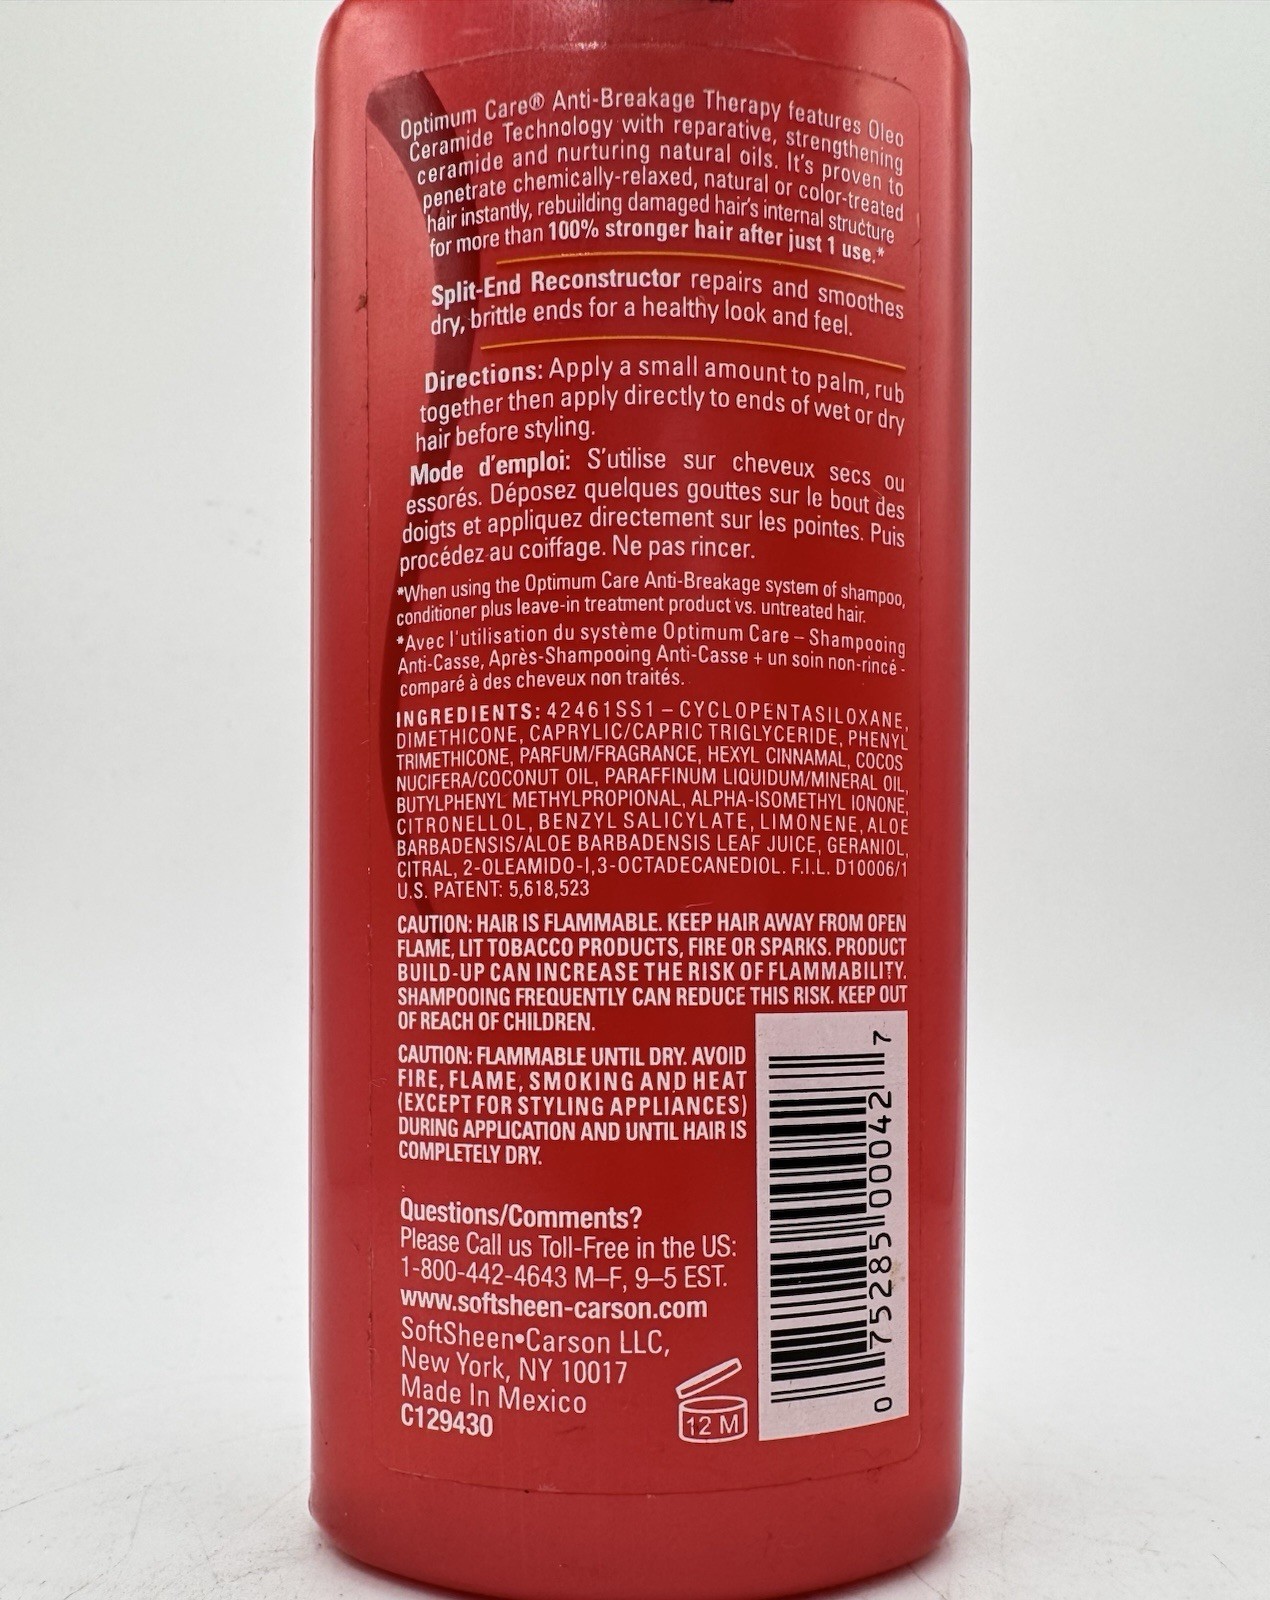 Optimum Care® Anti-Breakage Therapy features Oleo
Ceramide Technology with reparative, strengthening
ceramide and nurturing natural oils. It's proven to
penetrate chemically-relaxed, natural or color-treated
hair instantly, rebuilding damaged hair's internal structure
for more than 100% stronger hair after just 1 use.*
Split-End Reconstructor repairs and smoothes
dry, brittle ends for a healthy look and feel.
Directions: Apply a small amount to palm, rub
together then apply directly to ends of wet or dry
hair before styling.
Mode d'emploi: S'utilise sur cheveux secs ou
essorés. Déposez quelques gouttes sur le bout des
doigts et appliquez directement sur les pointes. Puis
procédez au coiffage. Ne pas rincer.
*When using the Optimum Care Anti-Breakage system of shampoo,
conditioner plus leave-in treatment product vs. untreated hair.
*Avec l'utilisation du système Optimum Care – Shampooing
Anti-Casse, Après-Shampooing Anti-Casse + un soin non-rincé -
comparé à des cheveux non traités.
INGREDIENTS: 42461SS1 – CYCLOPENTASILOXANE,
DIMETHICONE, CAPRYLIC/CAPRIC TRIGLYCERIDE, PHENYL
TRIMETHICONE, PARFUM/FRAGRANCE, HEXYL CINNAMAL, COCOS
NUCIFERA/COCONUT OIL, PARAFFINUM LIQUIDUM/MINERAL OIL,
BUTYLPHENYL METHYLPROPIONAL, ALPHA-ISOMETHYL IONONE,
CITRONELLOL, BENZYL SALICYLATE, LIMONENE, ALOE
BARBADENSIS/ALOE BARBADENSIS LEAF JUICE, GERANIOL,
CITRAL, 2-OLEAMIDO-1,3-OCTADECANEDIOL. F.I.L. D10006/1
U.S. PATENT: 5,618,523
CAUTION: HAIR IS FLAMMABLE. KEEP HAIR AWAY FROM OPEN
FLAME, LIT TOBACCO PRODUCTS, FIRE OR SPARKS. PRODUCT
BUILD-UP CAN INCREASE THE RISK OF FLAMMABILITY.
SHAMPOOING FREQUENTLY CAN REDUCE THIS RISK. KEEP OUT
OF REACH OF CHILDREN.
CAUTION: FLAMMABLE UNTIL DRY. AVOID
FIRE, FLAME, SMOKING AND HEAT
(EXCEPT FOR STYLING APPLIANCES)
DURING APPLICATION AND UNTIL HAIR IS
COMPLETELY DRY.
Questions/Comments?
Please Call us Toll-Free in the US:
1-800-442-4643 M–F, 9–5 EST.
www.softsheen-carson.com
SoftSheen•Carson LLC,
New York, NY 10017
Made In Mexico
C129430
12 M
0 75285 00042 7